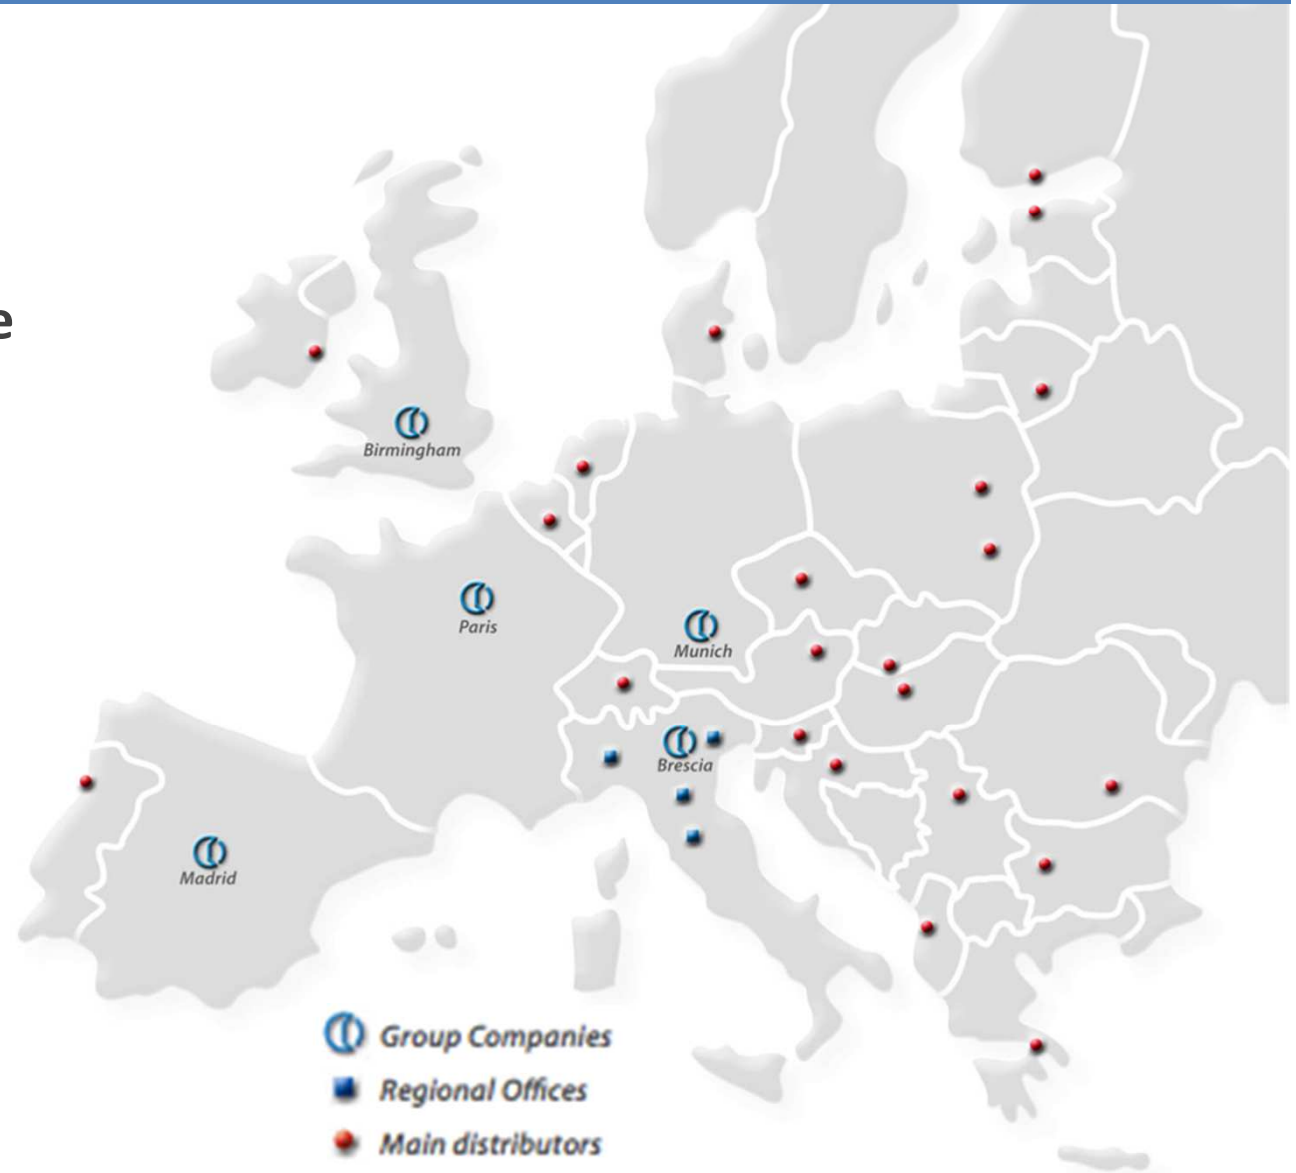 e
Birmingham
Paris
Munich
Brescia
Madrid
Group Companies
Regional Offices
Main distributors